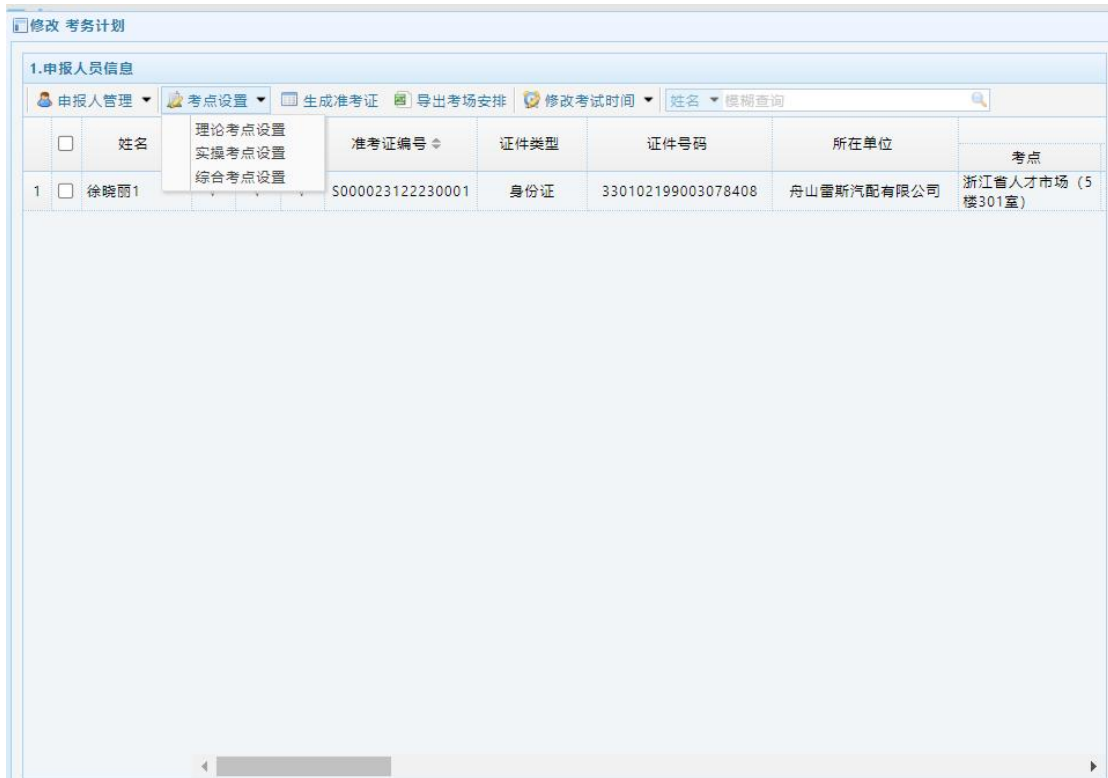 修改 考务计划
1.申报人员信息
申报人管理 考点设置 生成准考证 导出考场安排 修改考试时间 姓名 模糊查询
理论考点设置
实操考点设置
综合考点设置
姓名 准考证编号 证件类型 证件号码 所在单位 考点
1 徐晓丽1 S000023122230001 身份证 330102199003078408 舟山雷斯汽配有限公司 浙江省人才市场（5
楼301室）